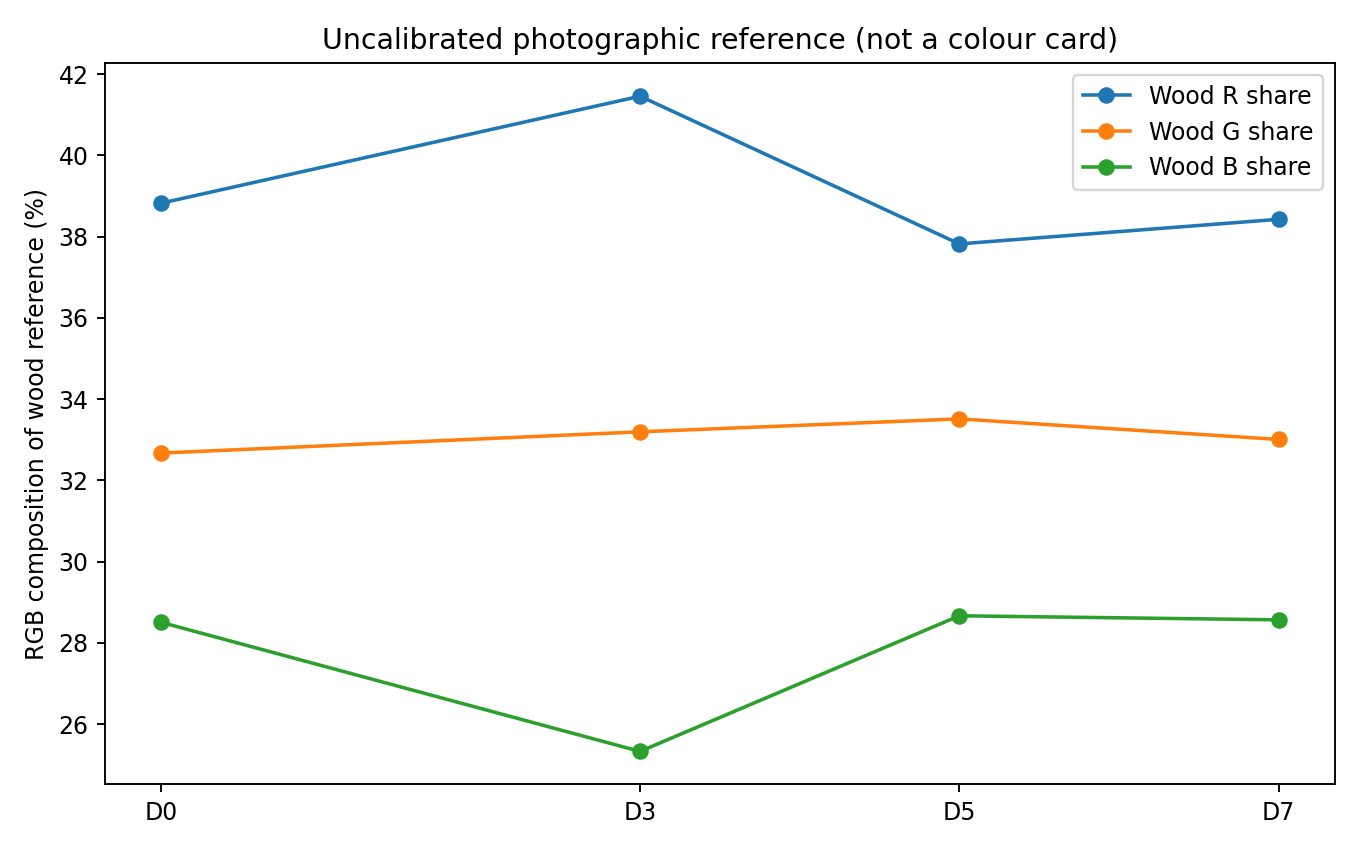 Uncalibrated photographic reference (not a colour card)
RGB composition of wood reference (%)
42
40
38
36
34
32
30
28
26
Wood R share
Wood G share
Wood B share
D0
D3
D5
D7